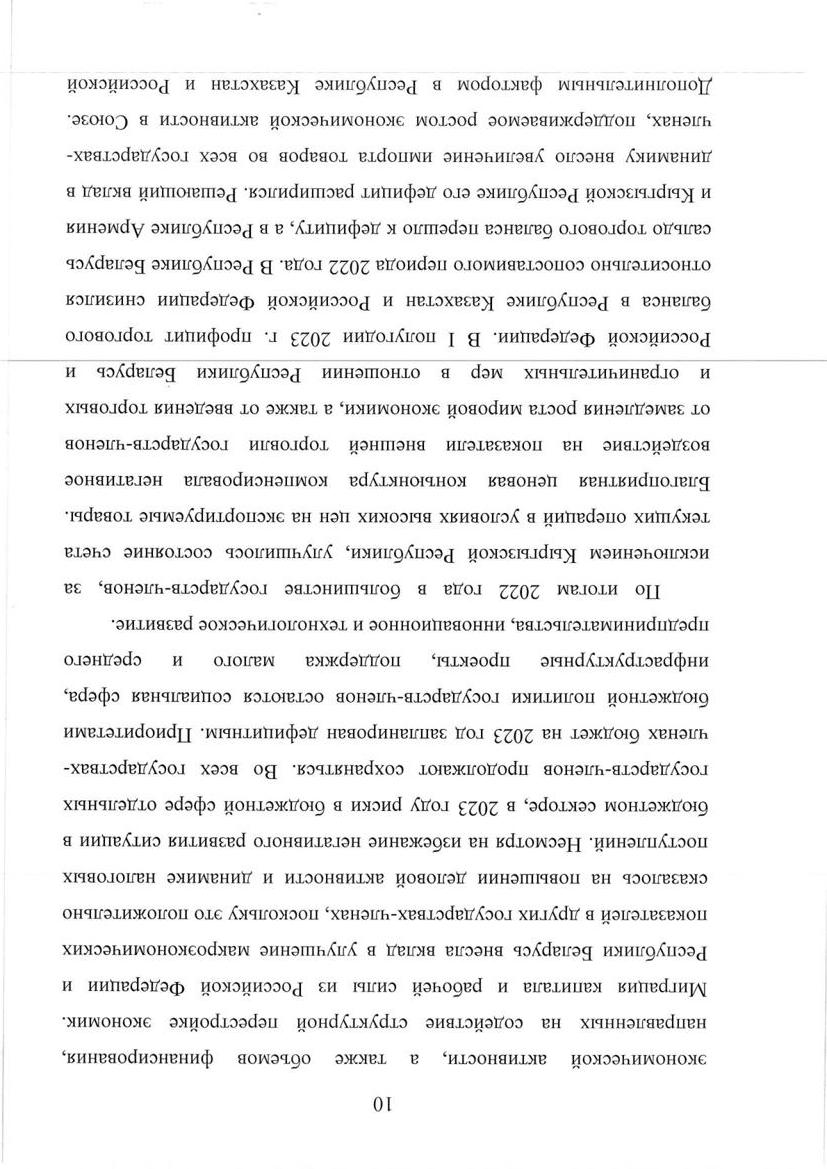 10
экономической активности, а также объемов финансирования,
направленных на содействие структурной перестройке экономик.
Миграция капитала и рабочей силы из Российской Федерации и
Республики Беларусь внесла вклад в улучшение макроэкономических
показателей в других государствах-членах, поскольку это положительно
сказалось на повышении деловой активности и динамике налоговых
поступлений. Несмотря на избежание негативного развития ситуации в
бюджетном секторе, в 2023 году риски в бюджетной сфере отдельных
государств-членов продолжают сохраняться. Во всех государствах-
членах бюджет на 2023 год запланирован дефицитным. Приоритетами
бюджетной политики государств-членов остаются социальная сфера,
инфраструктурные проекты, поддержка малого и среднего
предпринимательства, инновационное и технологическое развитие.
По итогам 2022 года в большинстве государств-членов, за
исключением Кыргызской Республики, улучшилось состояние счета
текущих операций в условиях высоких цен на экспортируемые товары.
Благоприятная ценовая конъюнктура компенсировала негативное
воздействие на показатели внешней торговли государств-членов
от замедления роста мировой экономики, а также от введения торговых
и ограничительных мер в отношении Республики Беларусь и
Российской Федерации. В I полугодии 2023 г. профицит торгового
баланса в Республике Казахстан и Российской Федерации снизился
относительно сопоставимого периода 2022 года. В Республике Беларусь
сальдо торгового баланса перешло к дефициту, а в Республике Армения
и Кыргызской Республике его дефицит расширился. Решающий вклад в
динамику внесло увеличение импорта товаров во всех государствах-
членах, поддерживаемое ростом экономической активности в Союзе.
Дополнительным фактором в Республике Казахстан и Российской